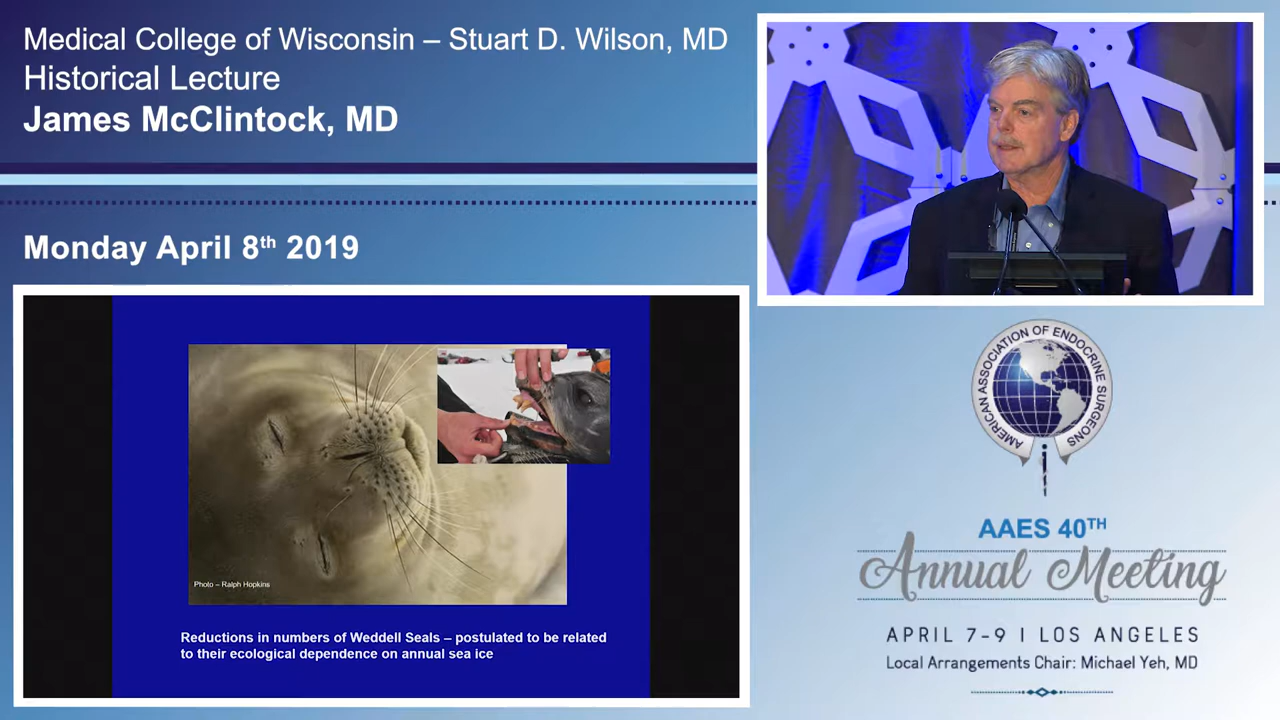 Medical College of Wisconsin – Stuart D. Wilson, MD
Historical Lecture
James McClintock, MD
Monday April 8th 2019
Photo – Ralph Hopkins
Reductions in numbers of Weddell Seals – postulated to be related
to their ecological dependence on annual sea ice
AMERICAN ASSOCIATION OF ENDOCRINE SURGEONS
AAES 40TH
Annual Meeting
APRIL 7-9 I LOS ANGELES
Local Arrangements Chair: Michael Yeh, MD